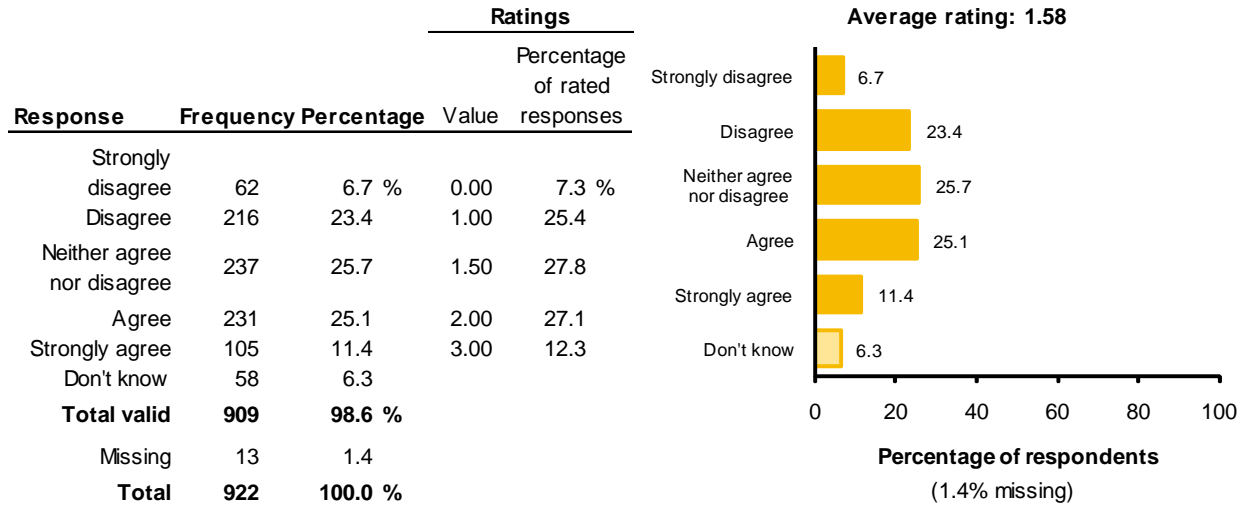 Ratings
Response Frequency Percentage Value Percentage of rated responses
Strongly disagree 62 6.7 % 0.00 7.3 %
Disagree 216 23.4 1.00 25.4
Neither agree nor disagree 237 25.7 1.50 27.8
Agree 231 25.1 2.00 27.1
Strongly agree 105 11.4 3.00 12.3
Don't know 58 6.3
Total valid 909 98.6 %
Missing 13 1.4
Total 922 100.0 %
Average rating: 1.58
Strongly disagree 6.7
Disagree 23.4
Neither agree
nor disagree 25.7
Agree 25.1
Strongly agree 11.4
Don't know 6.3
0 20 40 60 80 100
Percentage of respondents
(1.4% missing)